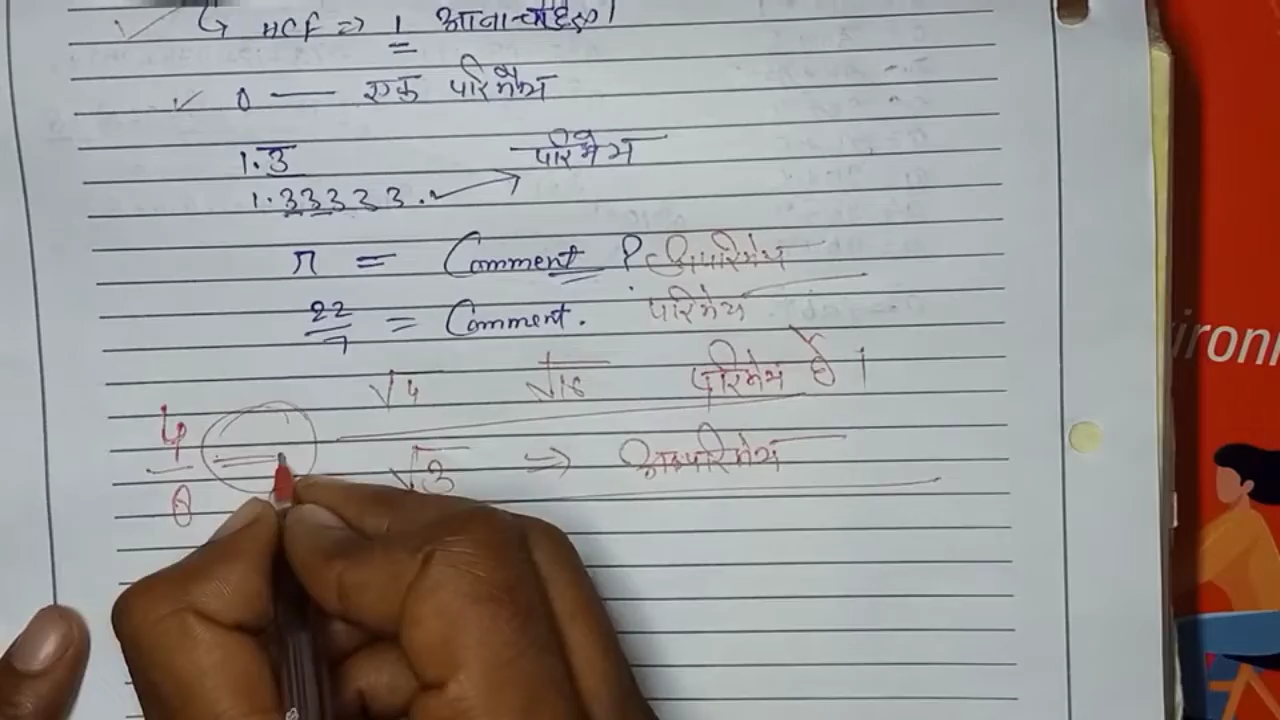 ↳ HCF => 1 आना चाहिए।
0 — एक परिमेय
1.3̅ परिमेय
1.33333.
π = Comment ? अपरिमेय
22/7 = Comment. परिमेय
√4 √16 परिमेय है।
4/0 √3 => अपरिमेय